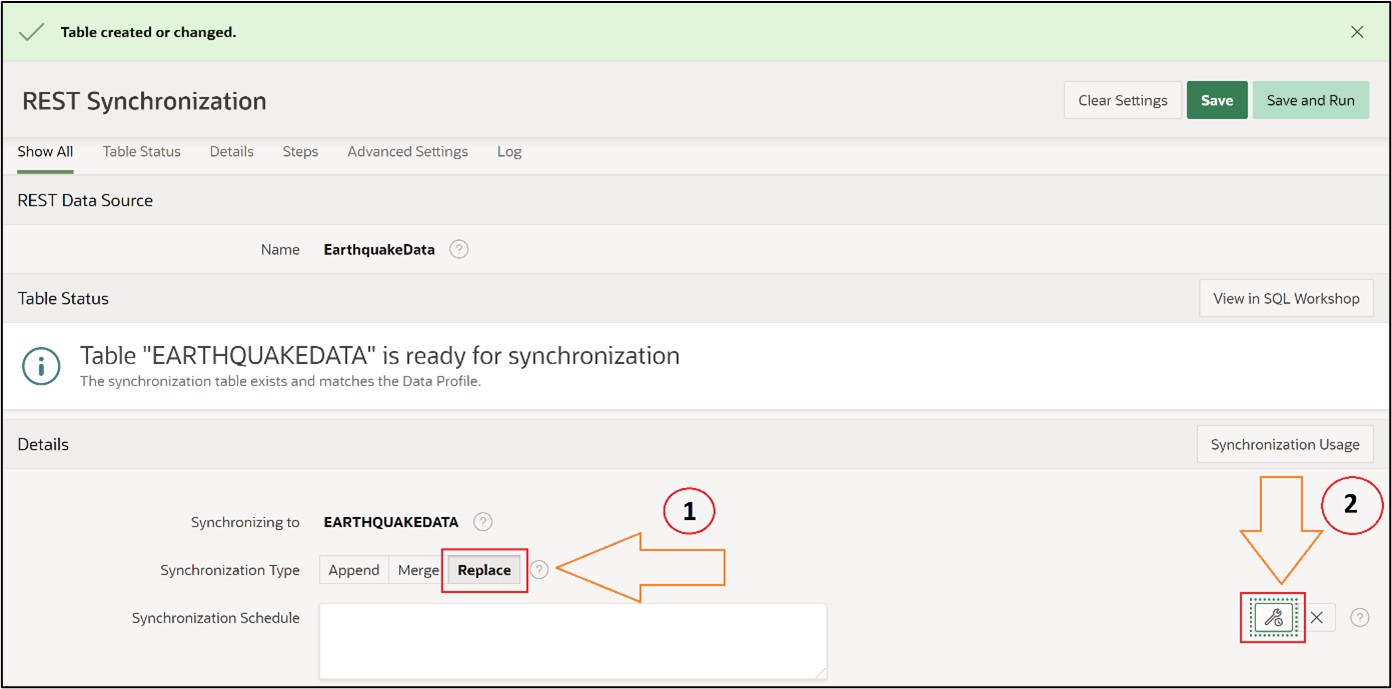 Table created or changed.
REST Synchronization
Clear Settings
Save
Save and Run
Show All
Table Status
Details
Steps
Advanced Settings
Log
REST Data Source
Name
EarthquakeData
?
Table Status
View in SQL Workshop
Table "EARTHQUAKEDATA" is ready for synchronization
The synchronization table exists and matches the Data Profile.
Details
Synchronization Usage
Synchronizing to
EARTHQUAKEDATA
?
1
2
Synchronization Type
Append
Merge
Replace
?
Synchronization Schedule
?